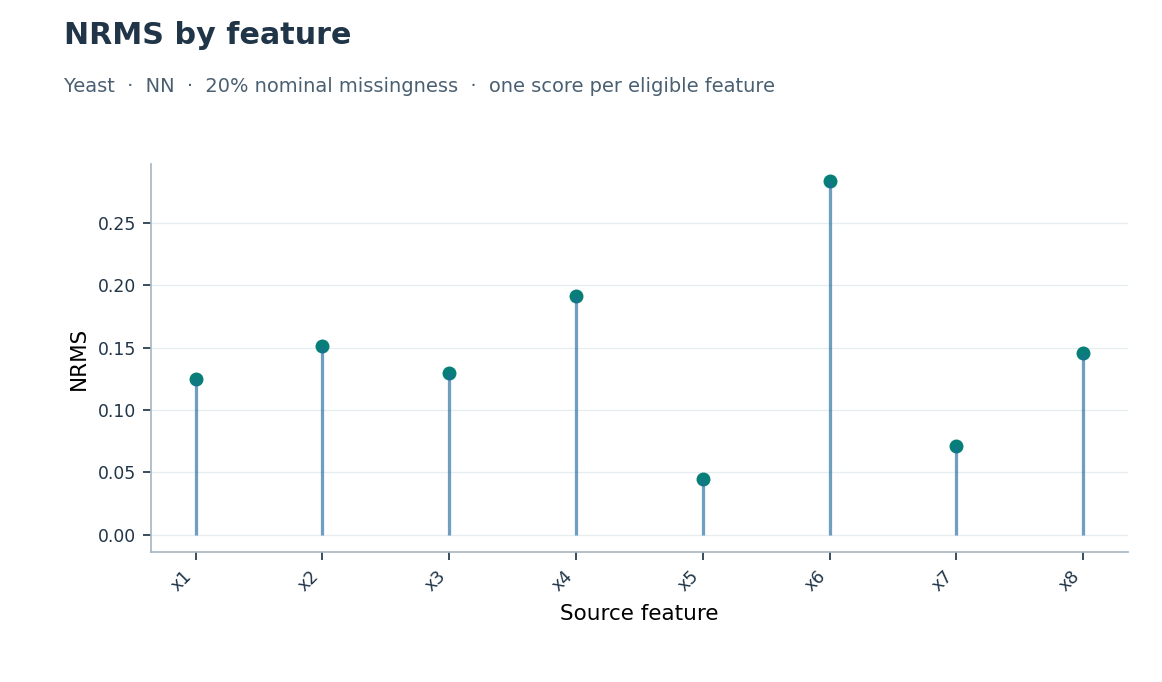 NRMS by feature
Yeast · NN · 20% nominal missingness · one score per eligible feature
NRMS
0.25
0.20
0.15
0.10
0.05
0.00
x1 x2 x3 x4 x5 x6 x7 x8
Source feature